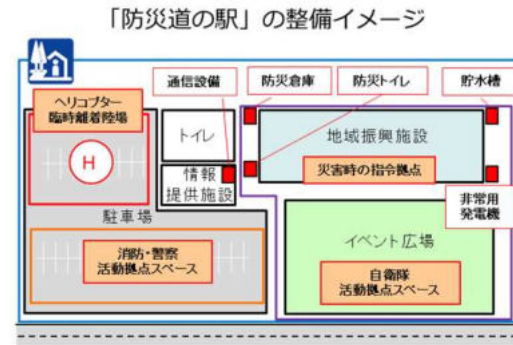 「防災道の駅」の整備イメージ
通信設備
防災倉庫
防災トイレ
貯水槽
ヘリコプター
臨時離着陸場
H
トイレ
情報
提供施設
地域振興施設
災害時の指令拠点
非常用
発電機
駐車場
消防・警察
活動拠点スペース
イベント広場
自衛隊
活動拠点スペース